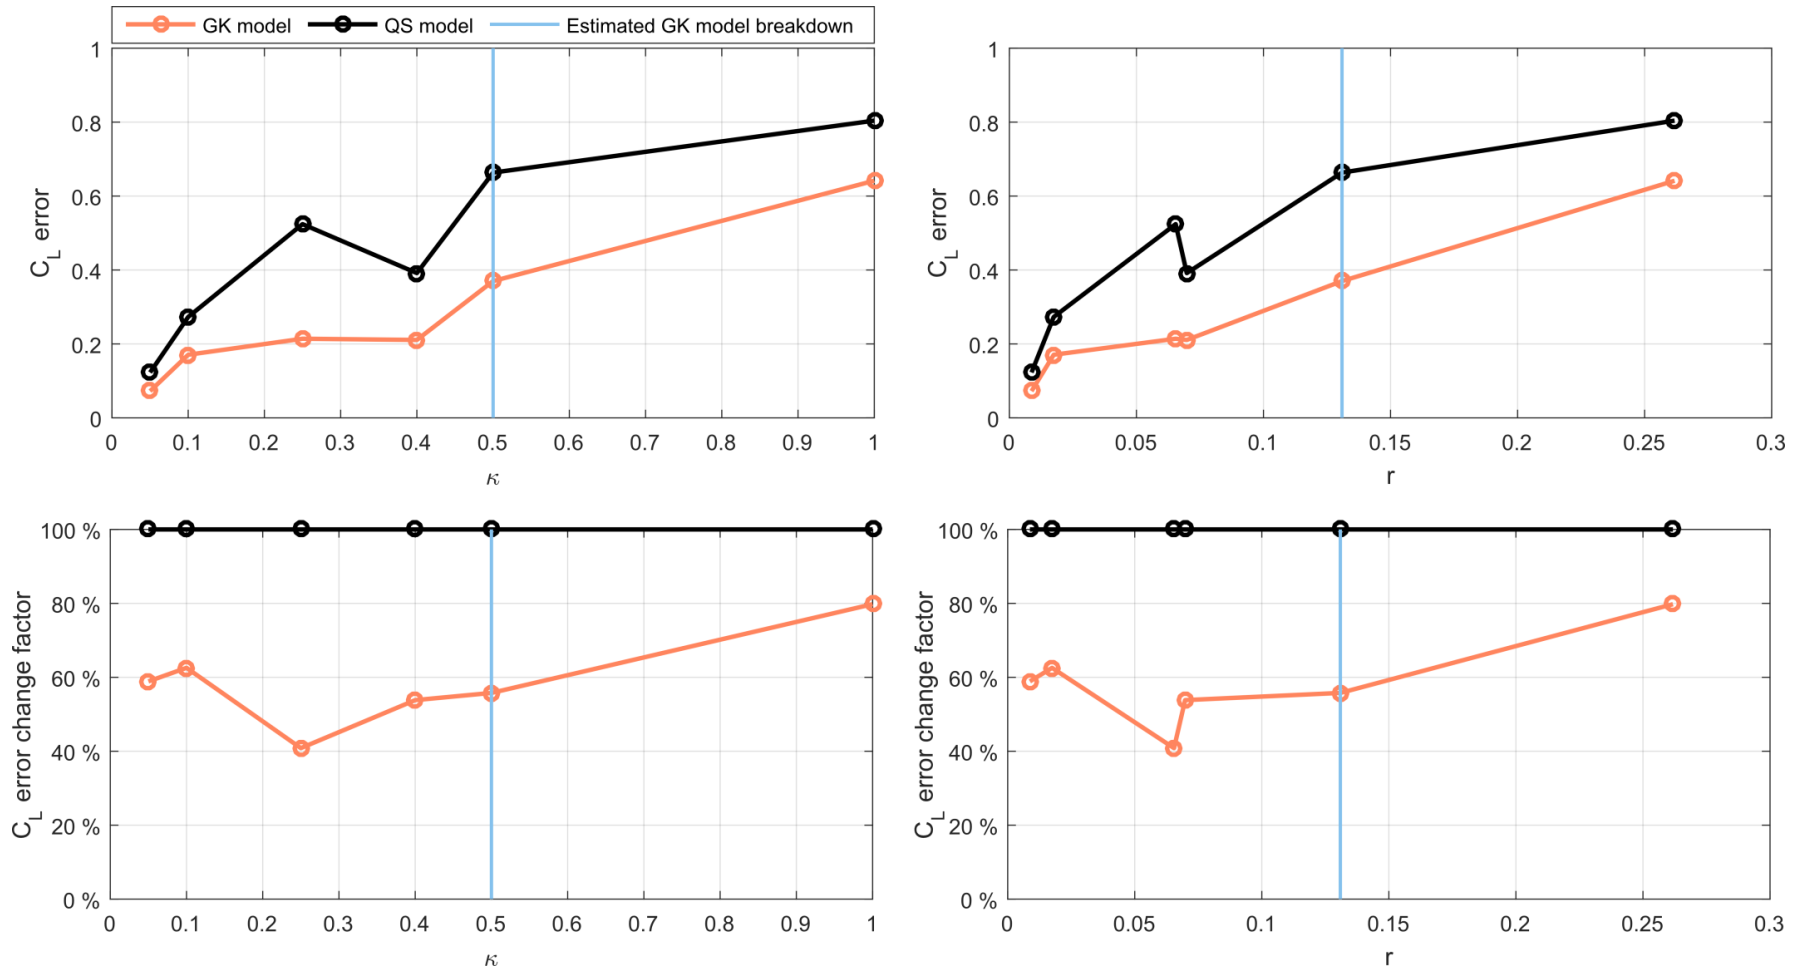 GK model QS model Estimated GK model breakdown
1
0.8
0.6
0.4
0.2
0
C_L error
0 0.1 0.2 0.3 0.4 0.5 0.6 0.7 0.8 0.9 1
κ
1
0.8
0.6
0.4
0.2
0
C_L error
0 0.05 0.1 0.15 0.2 0.25 0.3
r
100 %
80 %
60 %
40 %
20 %
0 %
C_L error change factor
0 0.1 0.2 0.3 0.4 0.5 0.6 0.7 0.8 0.9 1
κ
100 %
80 %
60 %
40 %
20 %
0 %
C_L error change factor
0 0.05 0.1 0.15 0.2 0.25 0.3
r